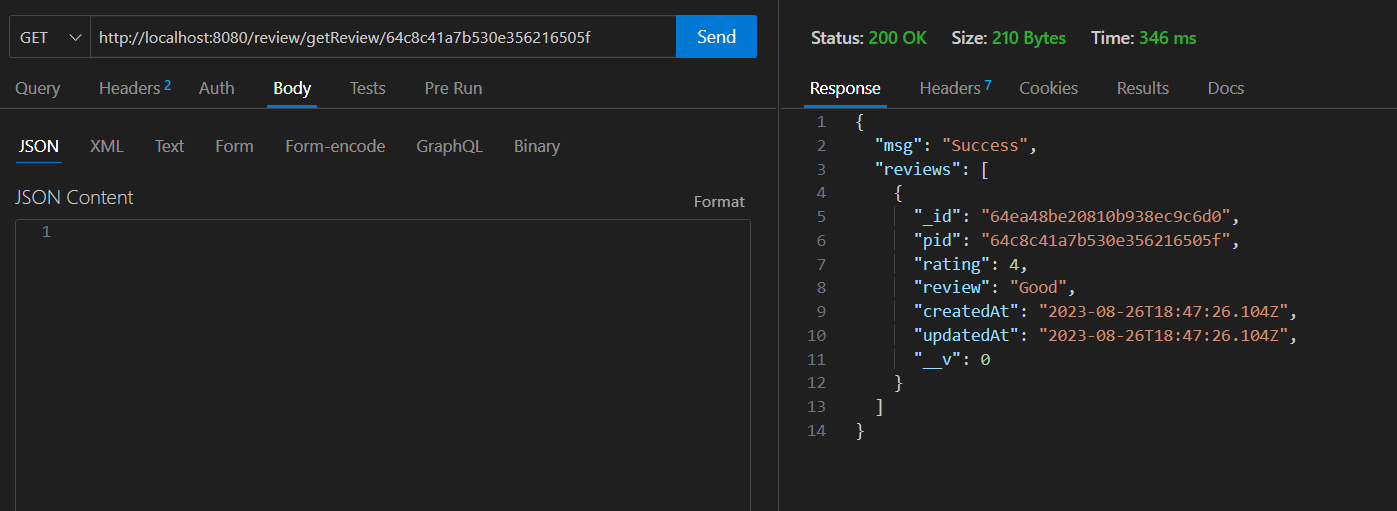 GET http://localhost:8080/review/getReview/64c8c41a7b530e356216505f Send
Query Headers 2 Auth Body Tests Pre Run
JSON XML Text Form Form-encode GraphQL Binary
JSON Content Format
1
Status: 200 OK Size: 210 Bytes Time: 346 ms
Response Headers 7 Cookies Results Docs
1 {
2 "msg": "Success",
3 "reviews": [
4 {
5 "_id": "64ea48be20810b938ec9c6d0",
6 "pid": "64c8c41a7b530e356216505f",
7 "rating": 4,
8 "review": "Good",
9 "createdAt": "2023-08-26T18:47:26.104Z",
10 "updatedAt": "2023-08-26T18:47:26.104Z",
11 "__v": 0
12 }
13 ]
14 }